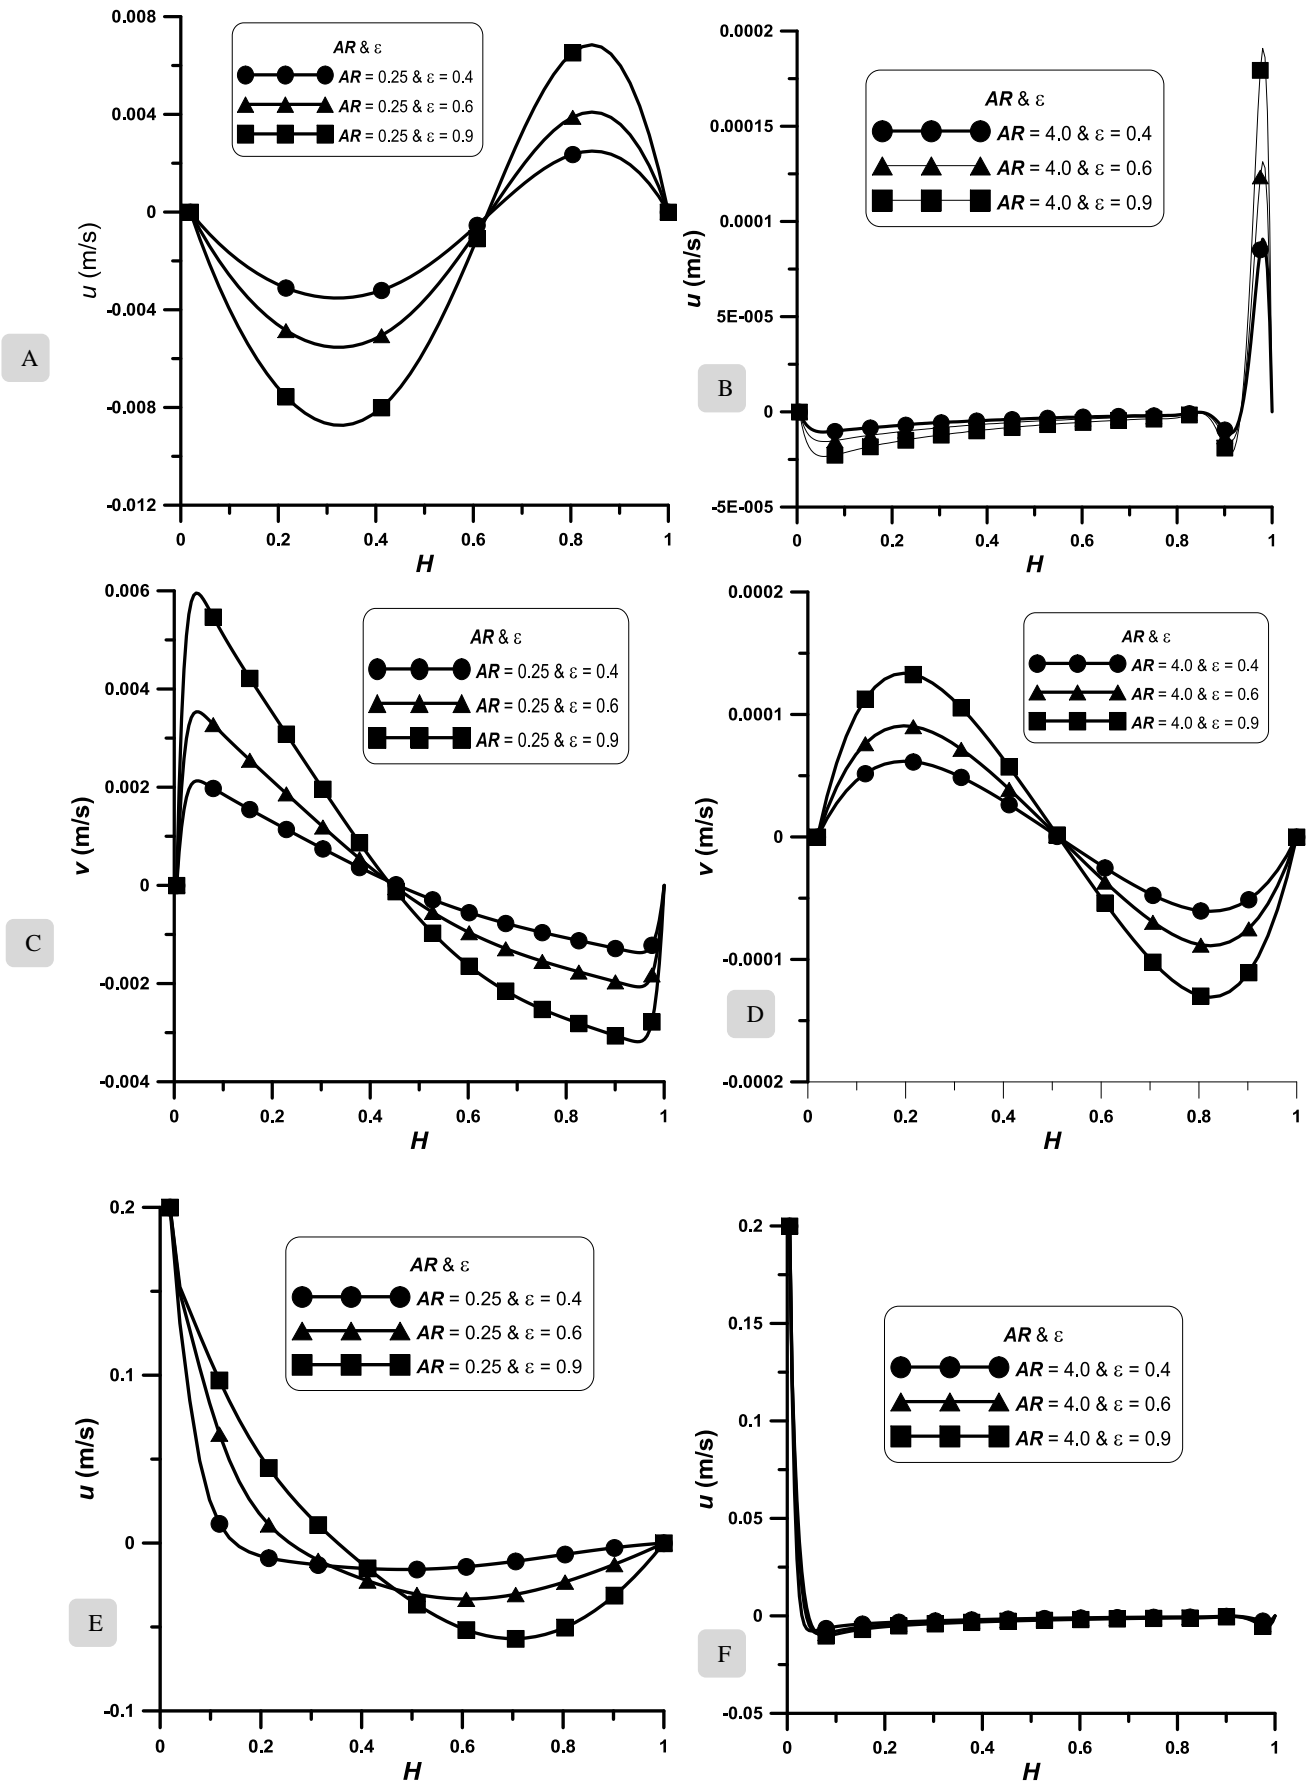 A
0.008
0.004
0
-0.004
-0.008
-0.012
u (m/s)
AR & ε
AR = 0.25 & ε = 0.4
AR = 0.25 & ε = 0.6
AR = 0.25 & ε = 0.9
0 0.2 0.4 0.6 0.8 1
H
B
0.0002
0.00015
0.0001
5E-005
0
-5E-005
u (m/s)
AR & ε
AR = 4.0 & ε = 0.4
AR = 4.0 & ε = 0.6
AR = 4.0 & ε = 0.9
0 0.2 0.4 0.6 0.8 1
H
C
0.006
0.004
0.002
0
-0.002
-0.004
v (m/s)
AR & ε
AR = 0.25 & ε = 0.4
AR = 0.25 & ε = 0.6
AR = 0.25 & ε = 0.9
0 0.2 0.4 0.6 0.8 1
H
D
0.0002
0.0001
0
-0.0001
-0.0002
v (m/s)
AR & ε
AR = 4.0 & ε = 0.4
AR = 4.0 & ε = 0.6
AR = 4.0 & ε = 0.9
0 0.2 0.4 0.6 0.8 1
H
E
0.2
0.1
0
-0.1
u (m/s)
AR & ε
AR = 0.25 & ε = 0.4
AR = 0.25 & ε = 0.6
AR = 0.25 & ε = 0.9
0 0.2 0.4 0.6 0.8 1
H
F
0.2
0.15
0.1
0.05
0
-0.05
u (m/s)
AR & ε
AR = 4.0 & ε = 0.4
AR = 4.0 & ε = 0.6
AR = 4.0 & ε = 0.9
0 0.2 0.4 0.6 0.8 1
H